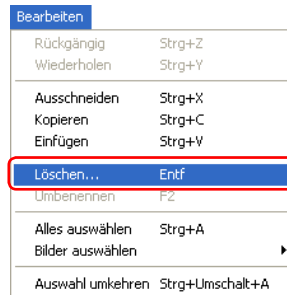 Bearbeiten
Rückgängig Strg+Z
Wiederholen Strg+Y
Ausschneiden Strg+X
Kopieren Strg+C
Einfügen Strg+V
Löschen... Entf
Umbenennen F2
Alles auswählen Strg+A
Bilder auswählen
Auswahl umkehren Strg+Umschalt+A